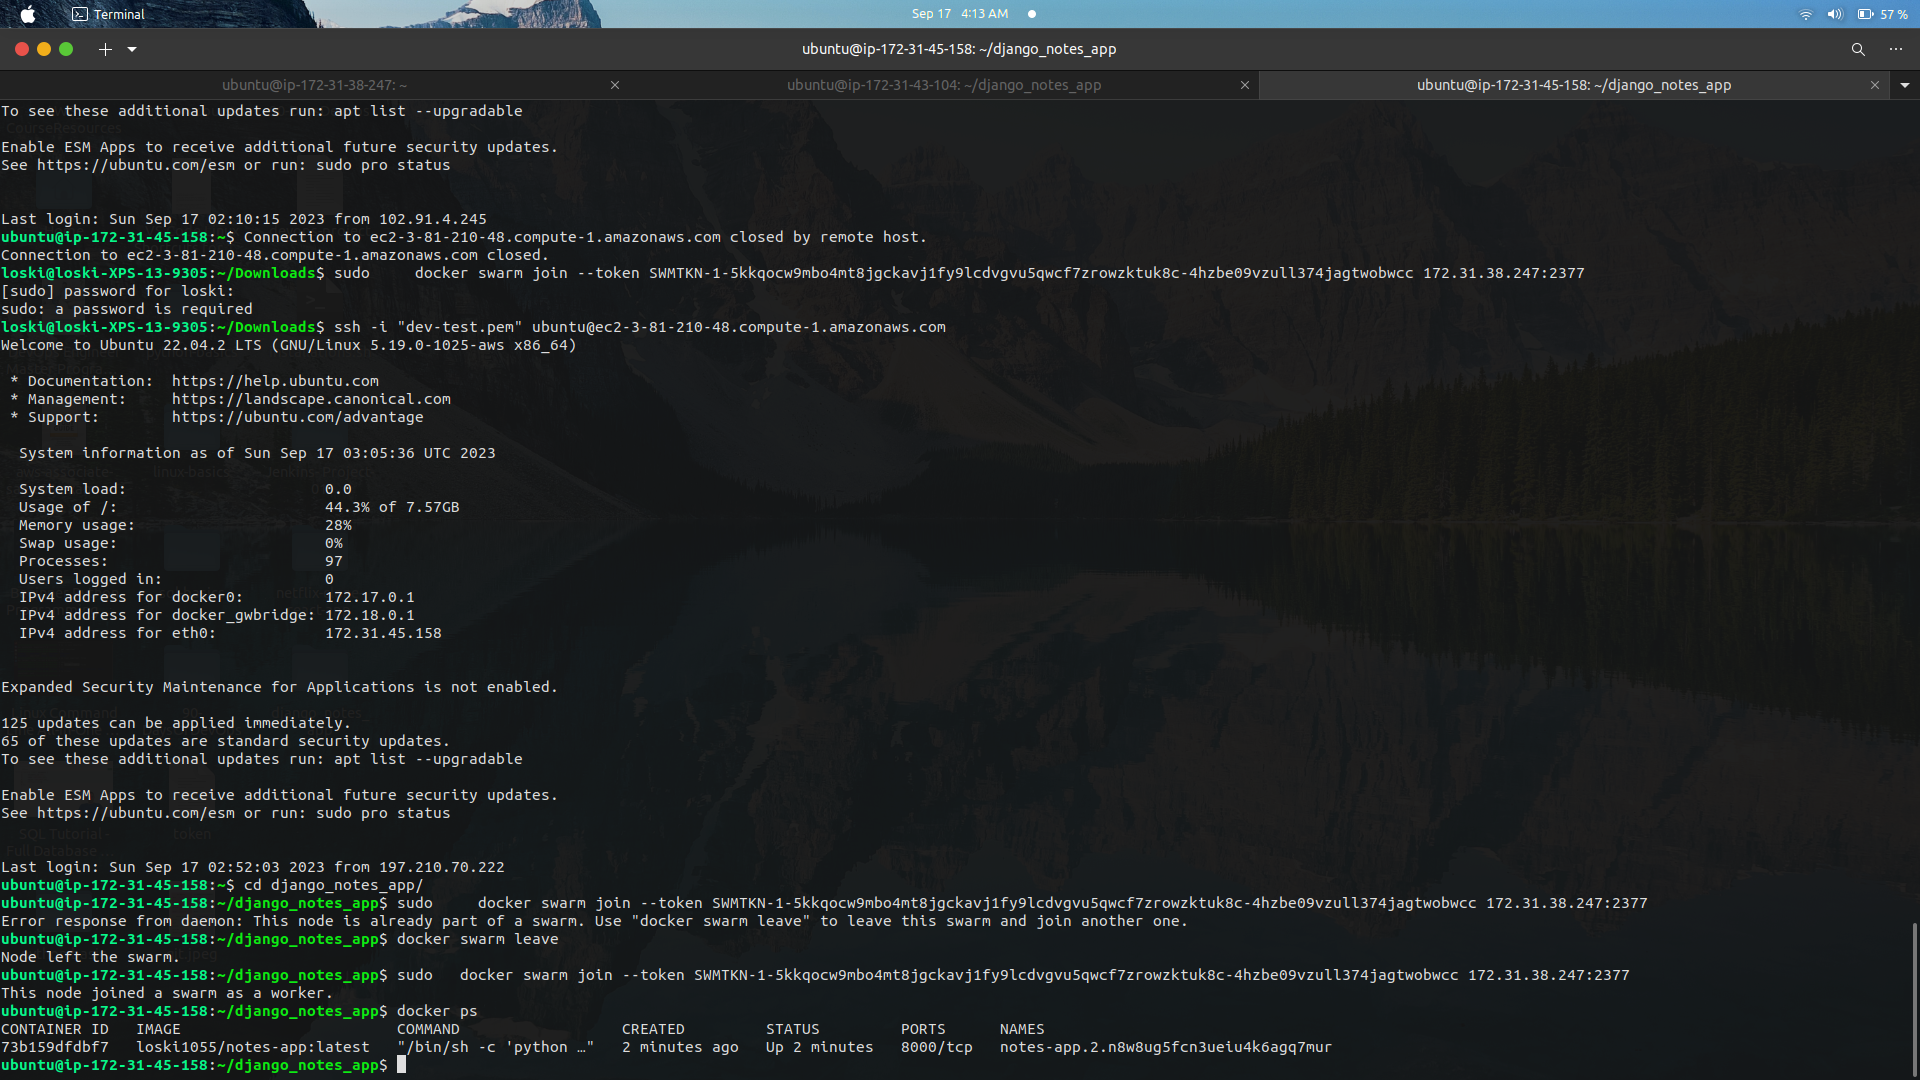 Terminal
Sep 17 4:13 AM
57 %
ubuntu@ip-172-31-45-158: ~/django_notes_app
ubuntu@ip-172-31-38-247: ~
ubuntu@ip-172-31-43-104: ~/django_notes_app
ubuntu@ip-172-31-45-158: ~/django_notes_app
To see these additional updates run: apt list --upgradable
Enable ESM Apps to receive additional future security updates.
See https://ubuntu.com/esm or run: sudo pro status
Last login: Sun Sep 17 02:10:15 2023 from 102.91.4.245
ubuntu@ip-172-31-45-158:~$ Connection to ec2-3-81-210-48.compute-1.amazonaws.com closed by remote host.
Connection to ec2-3-81-210-48.compute-1.amazonaws.com closed.
loski@loski-XPS-13-9305:~/Downloads$ sudo     docker swarm join --token SWMTKN-1-5kkqocw9mbo4mt8jgckavj1fy9lcdvgvu5qwcf7zrowzktuk8c-4hzbe09vzull374jagtwobwcc 172.31.38.247:2377
[sudo] password for loski:
sudo: a password is required
loski@loski-XPS-13-9305:~/Downloads$ ssh -i "dev-test.pem" ubuntu@ec2-3-81-210-48.compute-1.amazonaws.com
Welcome to Ubuntu 22.04.2 LTS (GNU/Linux 5.19.0-1025-aws x86_64)
* Documentation:  https://help.ubuntu.com
* Management:     https://landscape.canonical.com
* Support:        https://ubuntu.com/advantage
System information as of Sun Sep 17 03:05:36 UTC 2023
System load:                      0.0
Usage of /:                       44.3% of 7.57GB
Memory usage:                     28%
Swap usage:                       0%
Processes:                        97
Users logged in:                  0
IPv4 address for docker0:         172.17.0.1
IPv4 address for docker_gwbridge: 172.18.0.1
IPv4 address for eth0:            172.31.45.158
Expanded Security Maintenance for Applications is not enabled.
125 updates can be applied immediately.
65 of these updates are standard security updates.
To see these additional updates run: apt list --upgradable
Enable ESM Apps to receive additional future security updates.
See https://ubuntu.com/esm or run: sudo pro status
Last login: Sun Sep 17 02:52:03 2023 from 197.210.70.222
ubuntu@ip-172-31-45-158:~$ cd django_notes_app/
ubuntu@ip-172-31-45-158:~/django_notes_app$ sudo     docker swarm join --token SWMTKN-1-5kkqocw9mbo4mt8jgckavj1fy9lcdvgvu5qwcf7zrowzktuk8c-4hzbe09vzull374jagtwobwcc 172.31.38.247:2377
Error response from daemon: This node is already part of a swarm. Use "docker swarm leave" to leave this swarm and join another one.
ubuntu@ip-172-31-45-158:~/django_notes_app$ docker swarm leave
Node left the swarm.
ubuntu@ip-172-31-45-158:~/django_notes_app$ sudo   docker swarm join --token SWMTKN-1-5kkqocw9mbo4mt8jgckavj1fy9lcdvgvu5qwcf7zrowzktuk8c-4hzbe09vzull374jagtwobwcc 172.31.38.247:2377
This node joined a swarm as a worker.
ubuntu@ip-172-31-45-158:~/django_notes_app$ docker ps
CONTAINER ID   IMAGE                        COMMAND                  CREATED         STATUS         PORTS      NAMES
73b159dfdbf7   loski1055/notes-app:latest   "/bin/sh -c 'python …"   2 minutes ago   Up 2 minutes   8000/tcp   notes-app.2.n8w8ug5fcn3ueiu4k6agq7mur
ubuntu@ip-172-31-45-158:~/django_notes_app$